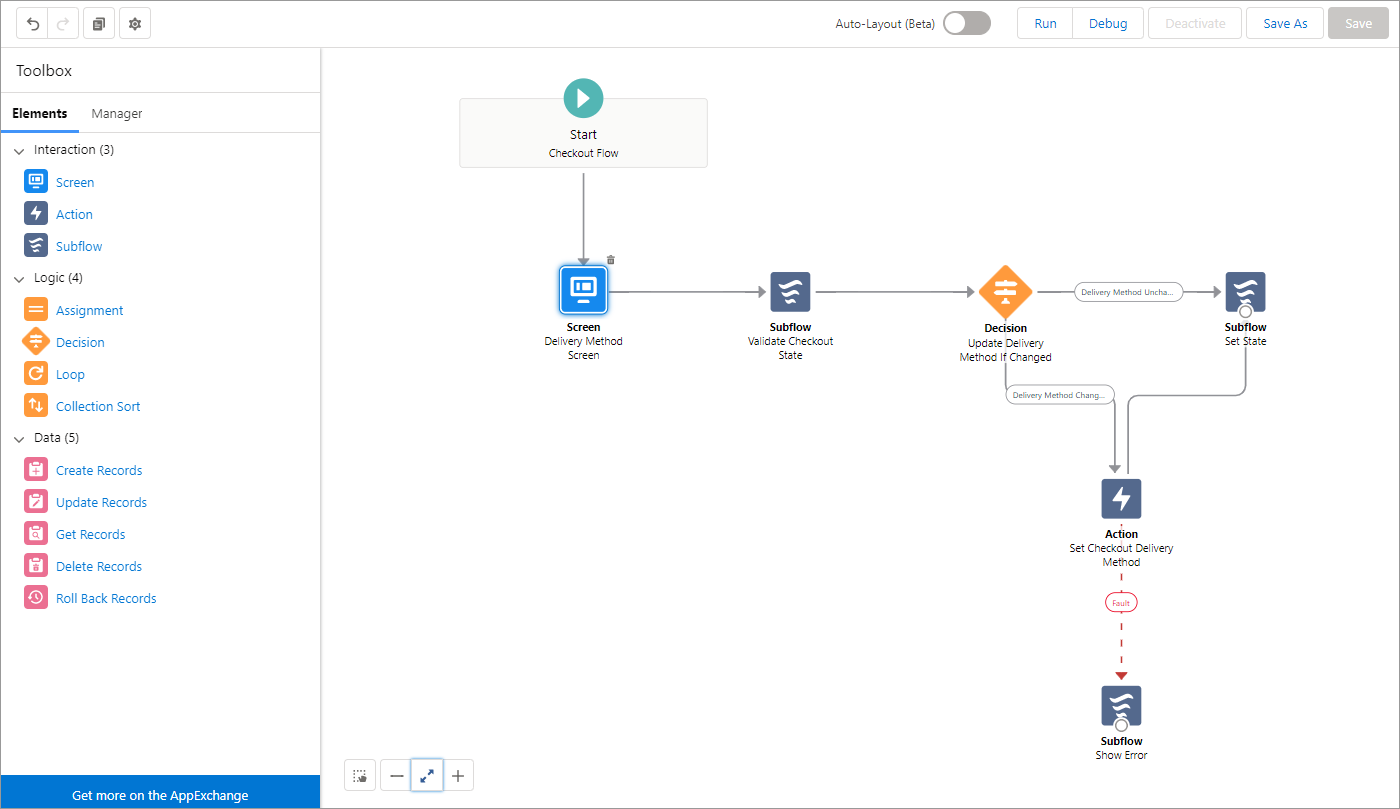 Auto-Layout (Beta)
Run
Debug
Deactivate
Save As
Save
Toolbox
Elements
Manager
Interaction (3)
Screen
Action
Subflow
Logic (4)
Assignment
Decision
Loop
Collection Sort
Data (5)
Create Records
Update Records
Get Records
Delete Records
Roll Back Records
Get more on the AppExchange
Start
Checkout Flow
Screen
Delivery Method
Screen
Subflow
Validate Checkout
State
Decision
Update Delivery
Method If Changed
Delivery Method Uncha...
Subflow
Set State
Delivery Method Chang...
Action
Set Checkout Delivery
Method
Fault
Subflow
Show Error